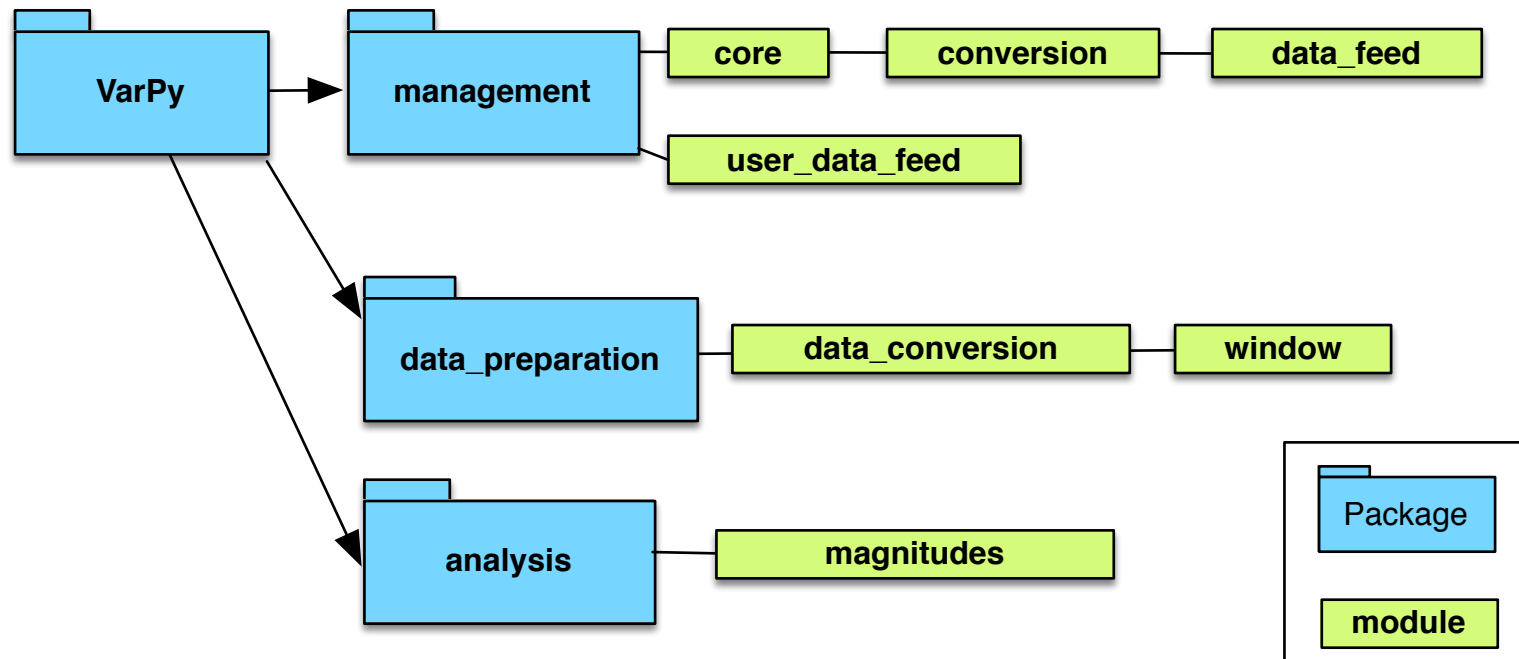 VarPy
management
core
conversion
data_feed
user_data_feed
data_preparation
data_conversion
window
analysis
magnitudes
Package
module